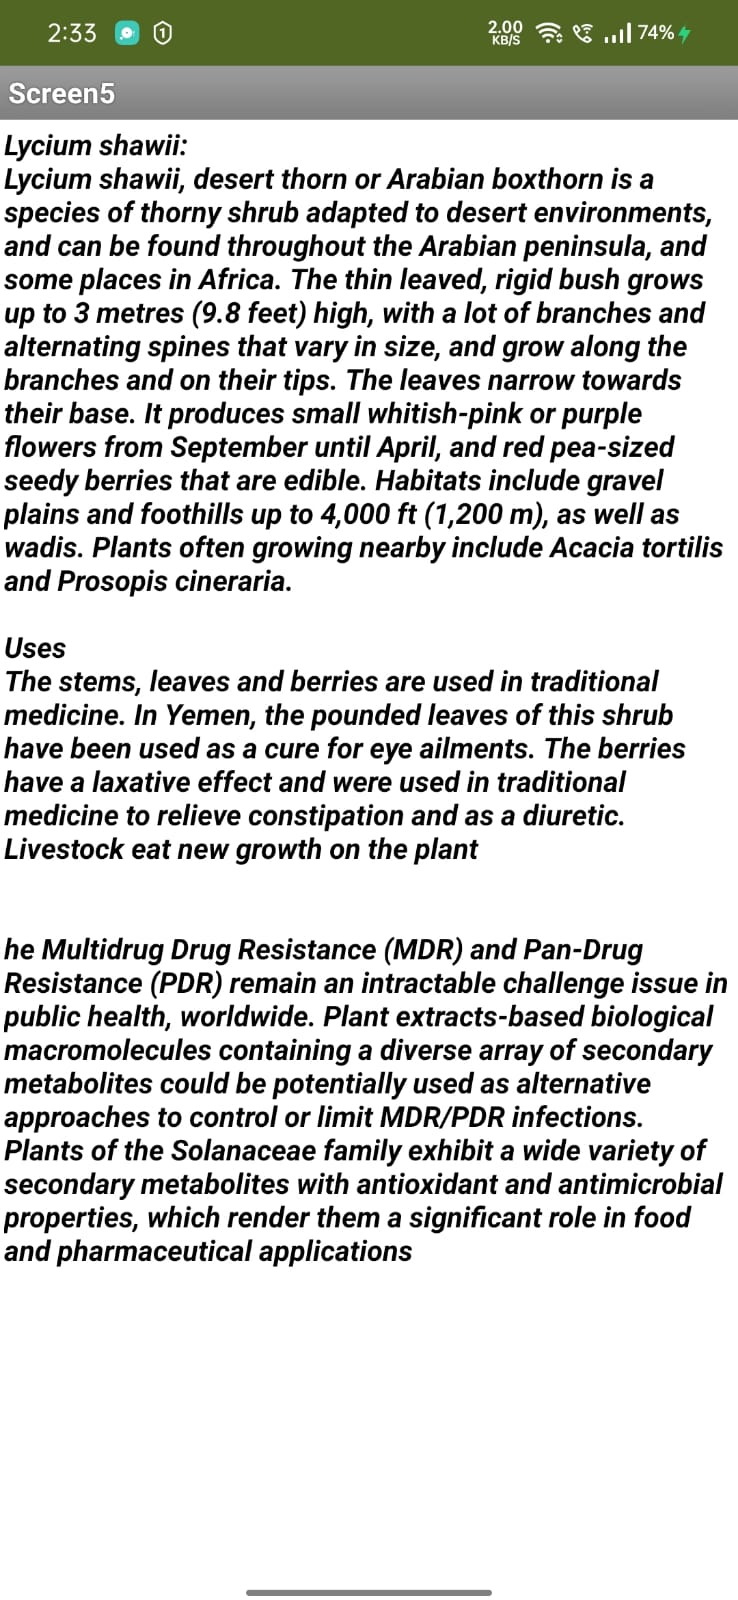 2:33
2.00
KB/S
74%
Screen5
Lycium shawii:
Lycium shawii, desert thorn or Arabian boxthorn is a
species of thorny shrub adapted to desert environments,
and can be found throughout the Arabian peninsula, and
some places in Africa. The thin leaved, rigid bush grows
up to 3 metres (9.8 feet) high, with a lot of branches and
alternating spines that vary in size, and grow along the
branches and on their tips. The leaves narrow towards
their base. It produces small whitish-pink or purple
flowers from September until April, and red pea-sized
seedy berries that are edible. Habitats include gravel
plains and foothills up to 4,000 ft (1,200 m), as well as
wadis. Plants often growing nearby include Acacia tortilis
and Prosopis cineraria.
Uses
The stems, leaves and berries are used in traditional
medicine. In Yemen, the pounded leaves of this shrub
have been used as a cure for eye ailments. The berries
have a laxative effect and were used in traditional
medicine to relieve constipation and as a diuretic.
Livestock eat new growth on the plant
he Multidrug Drug Resistance (MDR) and Pan-Drug
Resistance (PDR) remain an intractable challenge issue in
public health, worldwide. Plant extracts-based biological
macromolecules containing a diverse array of secondary
metabolites could be potentially used as alternative
approaches to control or limit MDR/PDR infections.
Plants of the Solanaceae family exhibit a wide variety of
secondary metabolites with antioxidant and antimicrobial
properties, which render them a significant role in food
and pharmaceutical applications